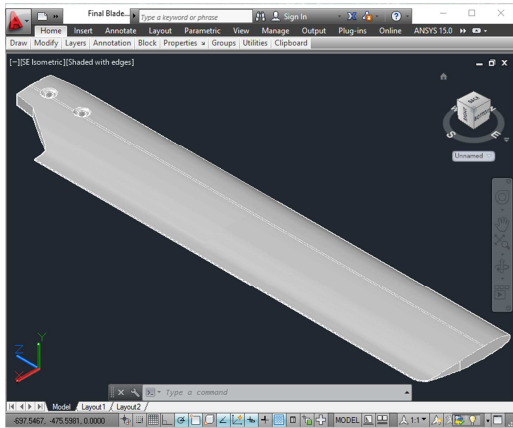 Final Blade... Type a keyword or phrase Sign In
Home Insert Annotate Layout Parametric View Manage Output Plug-ins Online ANSYS 15.0
Draw Modify Layers Annotation Block Properties Groups Utilities Clipboard
[−][SE Isometric][Shaded with edges]
S
E
Unnamed
Y
Z
X
Type a command
Model Layout1 Layout2
-697.5467, -475.5981, 0.0000 MODEL 1:1